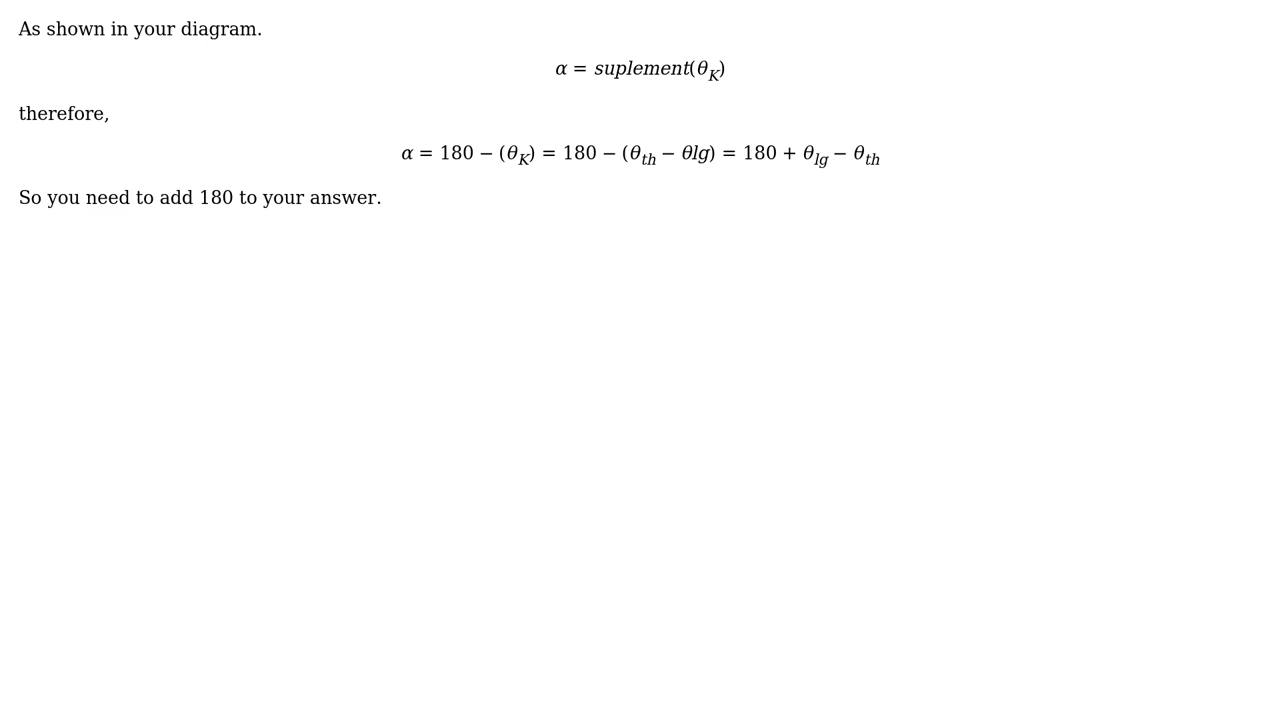 As shown in your diagram.
α = suplement(θ_K)
therefore,
α = 180 − (θ_K) = 180 − (θ_th − θlg) = 180 + θ_lg − θ_th
So you need to add 180 to your answer.